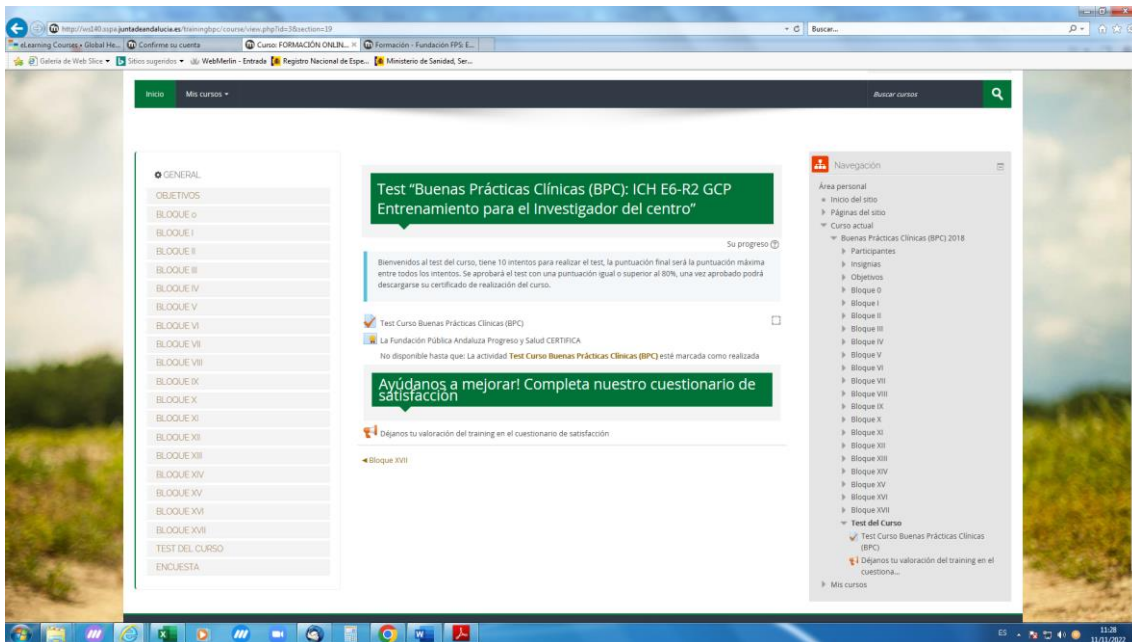 http://ws140.sspa.juntadeandalucia.es/trainingbpc/course/view.php?id=3&section=19
Buscar...
eLearning Courses • Global He...
Confirme su cuenta
Curso: FORMACIÓN ONLIN...
Formación - Fundación FPS: E...
Galería de Web Slice
Sitios sugeridos
WebMerlin - Entrada
Registro Nacional de Espe...
Ministerio de Sanidad, Ser...
Inicio
Mis cursos
Buscar cursos
GENERAL
OBJETIVOS
BLOQUE 0
BLOQUE I
BLOQUE II
BLOQUE III
BLOQUE IV
BLOQUE V
BLOQUE VI
BLOQUE VII
BLOQUE VIII
BLOQUE IX
BLOQUE X
BLOQUE XI
BLOQUE XII
BLOQUE XIII
BLOQUE XIV
BLOQUE XV
BLOQUE XVI
BLOQUE XVII
TEST DEL CURSO
ENCUESTA
Test “Buenas Prácticas Clínicas (BPC): ICH E6-R2 GCP
Entrenamiento para el Investigador del centro”
Su progreso
Bienvenidos al test del curso, tiene 10 intentos para realizar el test, la puntuación final será la puntuación máxima
entre todos los intentos. Se aprobará el test con una puntuación igual o superior al 80%, una vez aprobado podrá
descargarse su certificado de realización del curso.
Test Curso Buenas Prácticas Clínicas (BPC)
La Fundación Pública Andaluza Progreso y Salud CERTIFICA
No disponible hasta que: La actividad Test Curso Buenas Prácticas Clínicas (BPC) esté marcada como realizada
Ayúdanos a mejorar! Completa nuestro cuestionario de
satisfacción
Déjanos tu valoración del training en el cuestionario de satisfacción
◄ Bloque XVII
Navegación
Área personal
Inicio del sitio
Páginas del sitio
Curso actual
Buenas Prácticas Clínicas (BPC) 2018
Participantes
Insignias
Objetivos
Bloque 0
Bloque I
Bloque II
Bloque III
Bloque IV
Bloque V
Bloque VI
Bloque VII
Bloque VIII
Bloque IX
Bloque X
Bloque XI
Bloque XII
Bloque XIII
Bloque XIV
Bloque XV
Bloque XVI
Bloque XVII
Test del Curso
Test Curso Buenas Prácticas Clínicas
(BPC)
Déjanos tu valoración del training en el
cuestiona...
Mis cursos
ES
11:28
11/11/2022